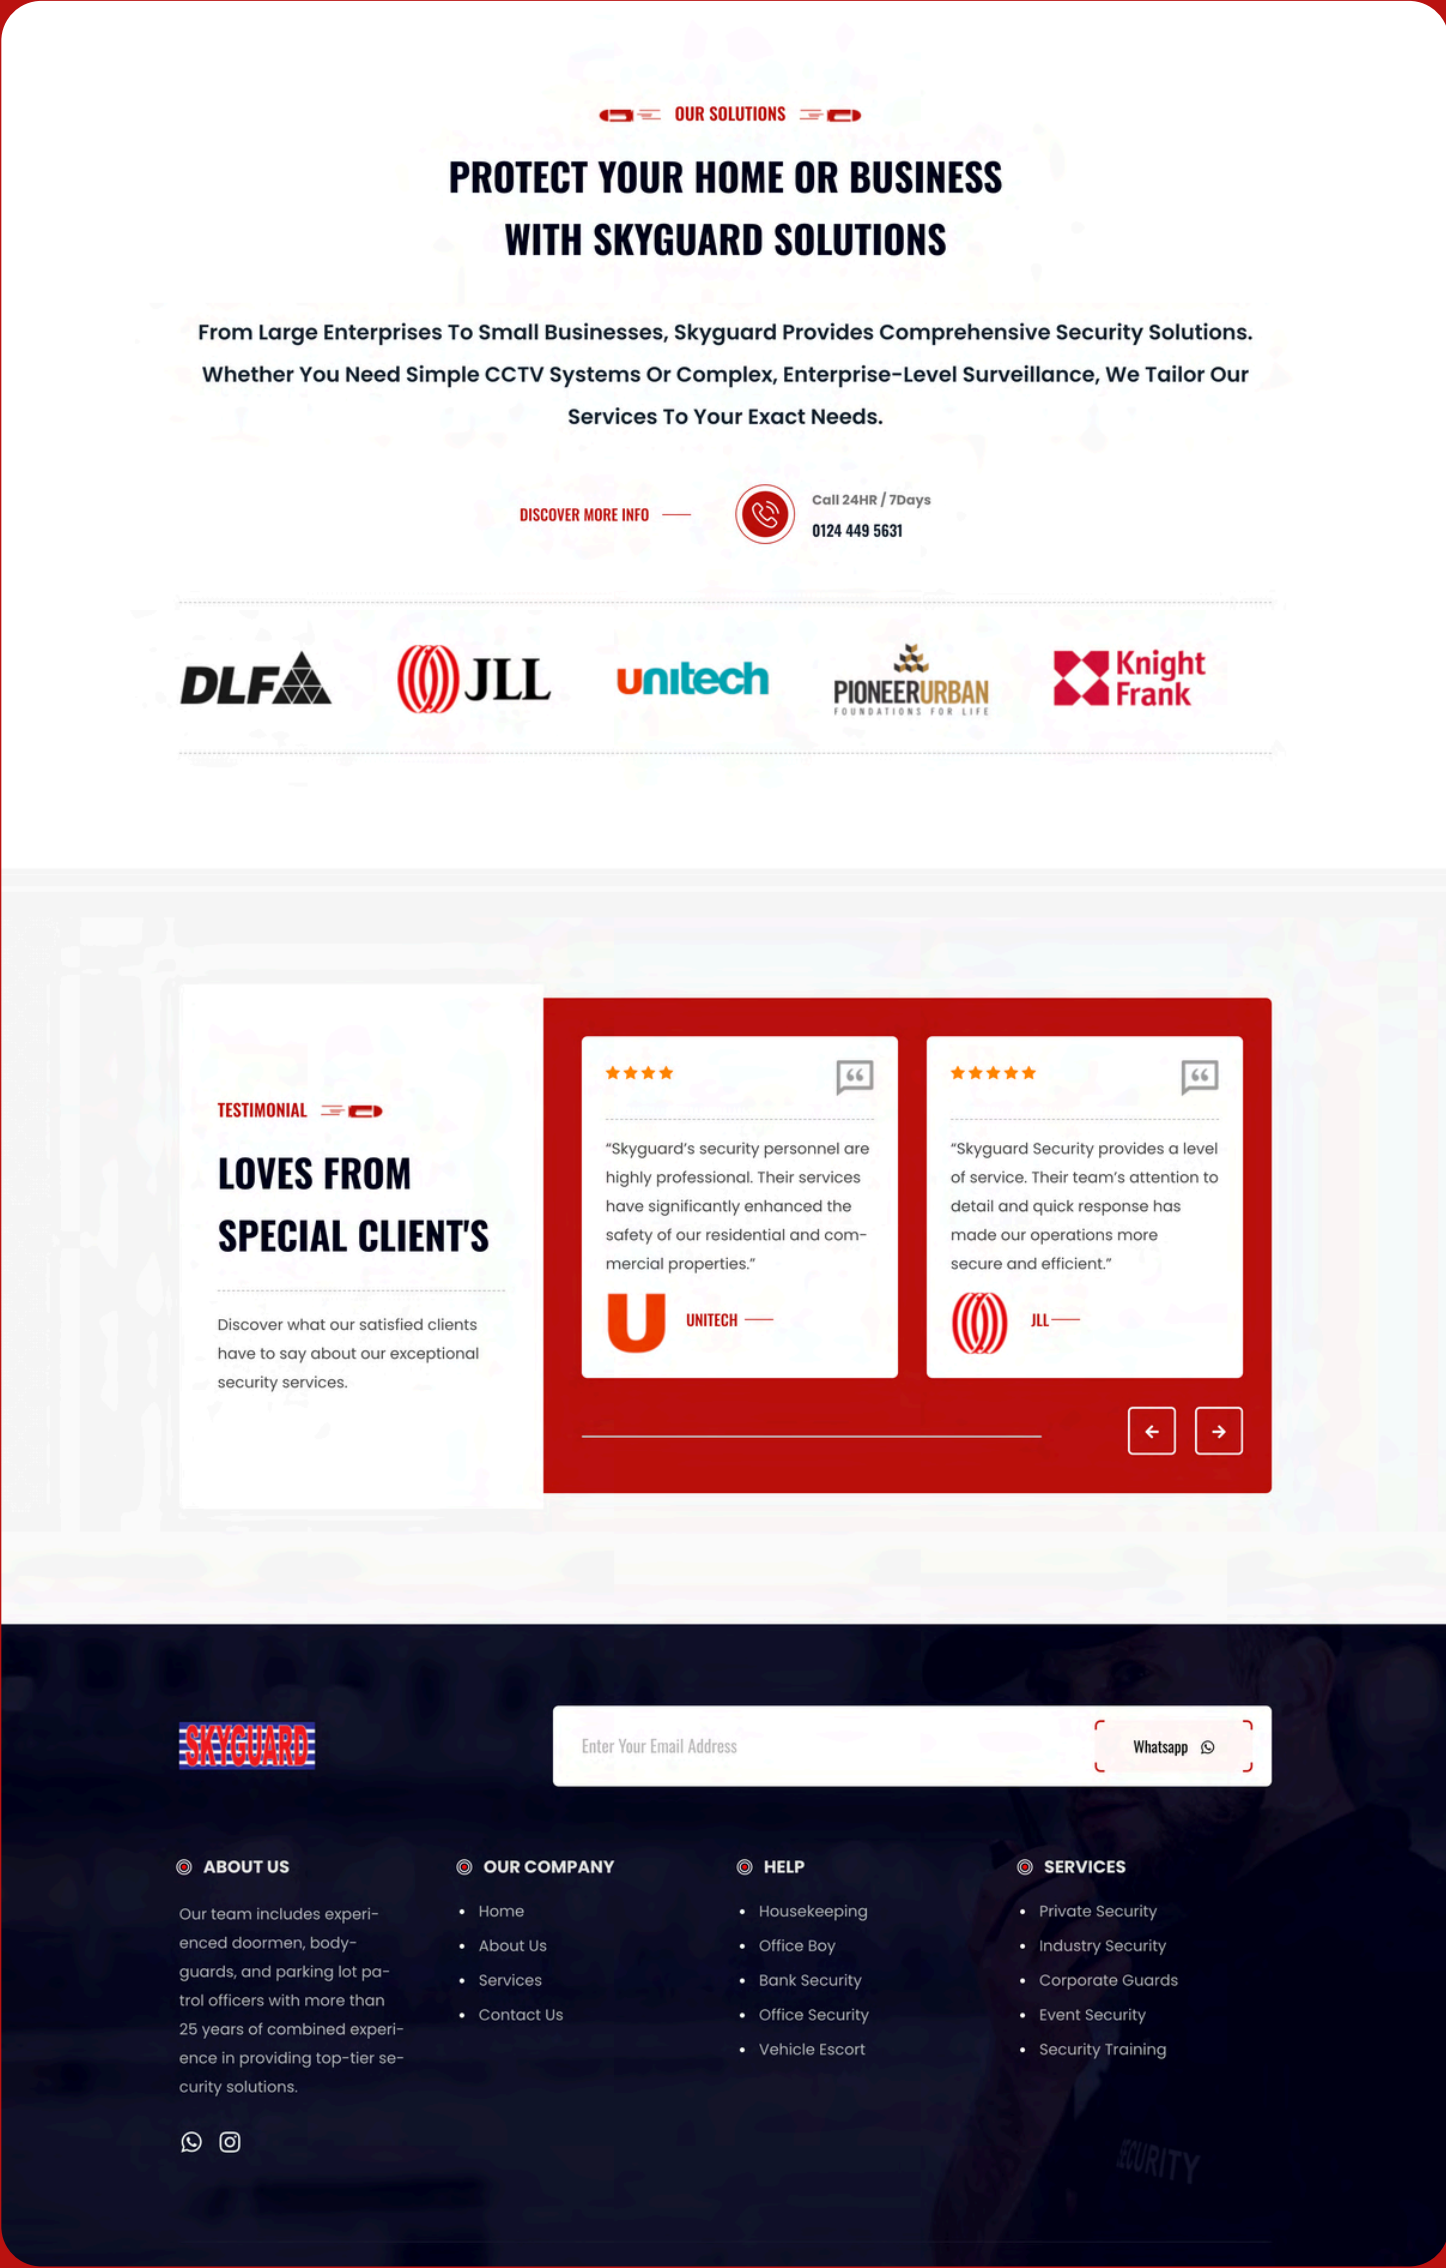 OUR SOLUTIONS
PROTECT YOUR HOME OR BUSINESS
WITH SKYGUARD SOLUTIONS
From Large Enterprises To Small Businesses, Skyguard Provides Comprehensive Security Solutions.
Whether You Need Simple CCTV Systems Or Complex, Enterprise-Level Surveillance, We Tailor Our
Services To Your Exact Needs.
DISCOVER MORE INFO
Call 24HR / 7Days
0124 449 5631
DLF
JLL
unitech
PIONEERURBAN
FOUNDATIONS FOR LIFE
Knight
Frank
TESTIMONIAL
LOVES FROM
SPECIAL CLIENT'S
Discover what our satisfied clients
have to say about our exceptional
security services.
“Skyguard’s security personnel are
highly professional. Their services
have significantly enhanced the
safety of our residential and com-
mercial properties.”
U
UNITECH
“Skyguard Security provides a level
of service. Their team’s attention to
detail and quick response has
made our operations more
secure and efficient.”
JLL
SKYGUARD
Enter Your Email Address
Whatsapp
ABOUT US
Our team includes experi-
enced doormen, body-
guards, and parking lot pa-
trol officers with more than
25 years of combined experi-
ence in providing top-tier se-
curity solutions.
OUR COMPANY
Home
About Us
Services
Contact Us
HELP
Housekeeping
Office Boy
Bank Security
Office Security
Vehicle Escort
SERVICES
Private Security
Industry Security
Corporate Guards
Event Security
Security Training
SECURITY